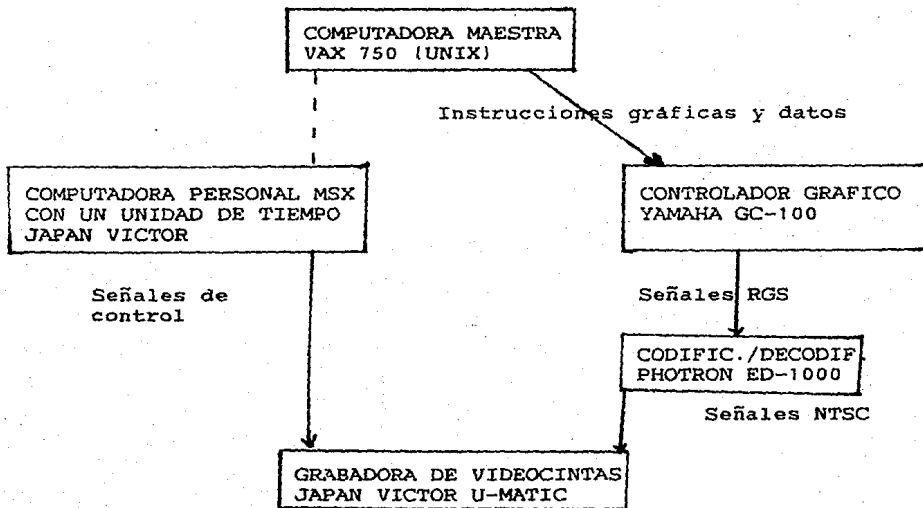 COMPUTADORA MAESTRA
VAX 750 (UNIX)
Instrucciones gráficas y datos
COMPUTADORA PERSONAL MSX
CON UN UNIDAD DE TIEMPO
JAPAN VICTOR
CONTROLADOR GRAFICO
YAMAHA GC-100
Señales de
control
Señales RGS
CODIFIC./DECODIF.
PHOTRON ED-1000
Señales NTSC
GRABADORA DE VIDEOCINTAS
JAPAN VICTOR U-MATIC